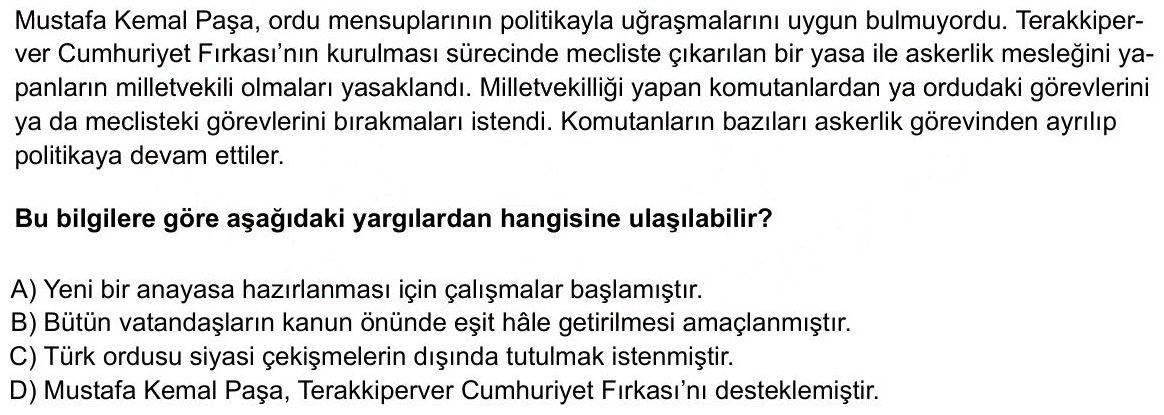 Mustafa Kemal Paşa, ordu mensuplarının politikayla uğraşmalarını uygun bulmuyordu. Terakkiper-
ver Cumhuriyet Fırkası’nın kurulması sürecinde mecliste çıkarılan bir yasa ile askerlik mesleğini ya-
panların milletvekili olmaları yasaklandı. Milletvekilliği yapan komutanlardan ya ordudaki görevlerini
ya da meclisteki görevlerini bırakmaları istendi. Komutanların bazıları askerlik görevinden ayrılıp
politikaya devam ettiler.
Bu bilgilere göre aşağıdaki yargılardan hangisine ulaşılabilir?
A) Yeni bir anayasa hazırlanması için çalışmalar başlamıştır.
B) Bütün vatandaşların kanun önünde eşit hâle getirilmesi amaçlanmıştır.
C) Türk ordusu siyasi çekişmelerin dışında tutulmak istenmiştir.
D) Mustafa Kemal Paşa, Terakkiperver Cumhuriyet Fırkası’nı desteklemiştir.